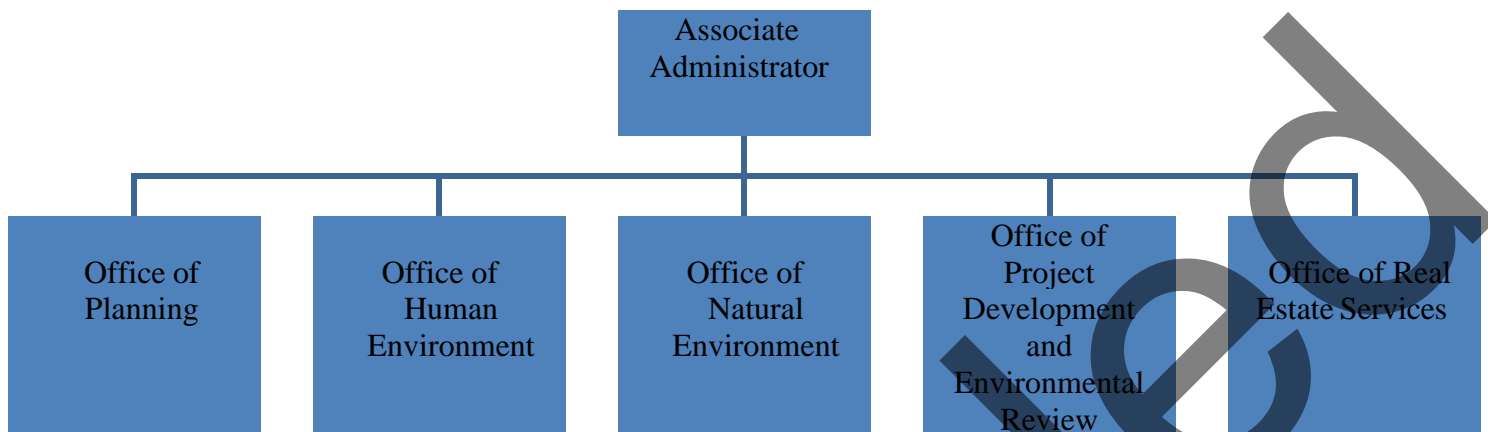 Associate
Administrator
Office of
Planning
Office of
Human
Environment
Office of
Natural
Environment
Office of
Project
Development
and
Environmental
Review
Office of Real
Estate Services